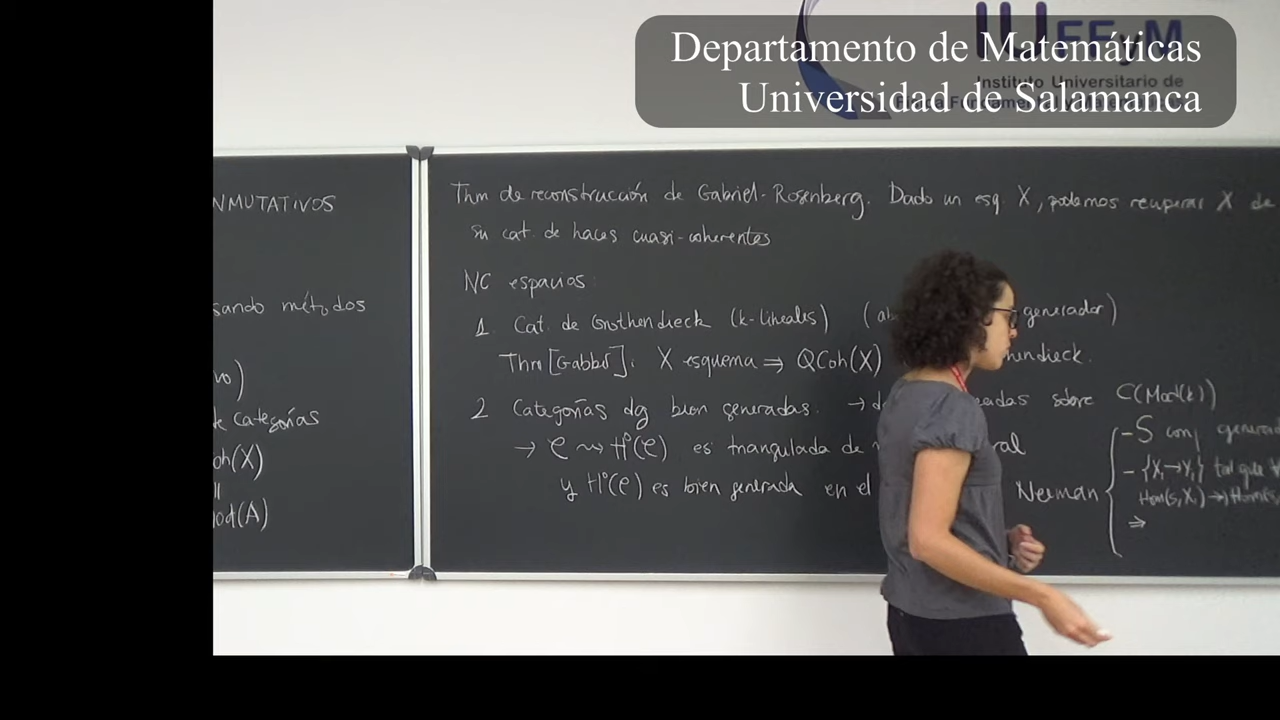 Departamento de Matemáticas
Universidad de Salamanca
IUFFyM
Instituto Universitario de
NMUTATIVOS
sando métodos
vo)
e categorías
oh(X)
||
od(A)
Thm de reconstrucción de Gabriel-Rosenberg. Dado un esq. X, podemos recuperar X de
su cat. de haces cuasi-coherentes
NC espacios:
1. Cat. de Grothendieck (k-lineales) (ab generador)
Thm [Gabber]: X esquema ⇒ QCoh(X) hendieck.
2 Categorías dg bien generadas. → d eadas sobre C(Mod(k))
→ C ⇝ H⁰(C) es triangulada de ral
y H⁰(C) es bien generada en el Neeman
- S conj. generad
- {Xᵢ→Yᵢ} tal que ∀
Hom(s,Xᵢ) ↠ Hom(s,
⇒